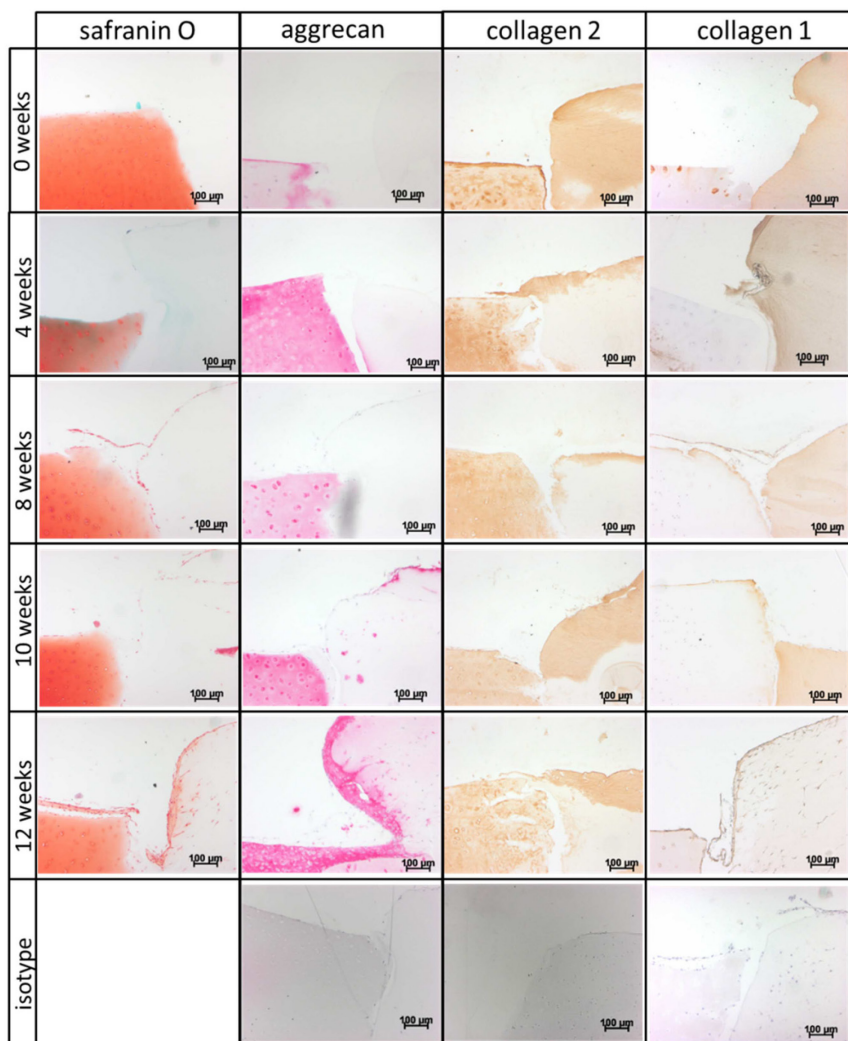 safranin O aggrecan collagen 2 collagen 1
0 weeks
100 µm 100 µm 100 µm 100 µm
4 weeks
100 µm 100 µm 100 µm 100 µm
8 weeks
100 µm 100 µm 100 µm 100 µm
10 weeks
100 µm 100 µm 100 µm 100 µm
12 weeks
100 µm 100 µm 100 µm 100 µm
isotype
100 µm 100 µm 100 µm